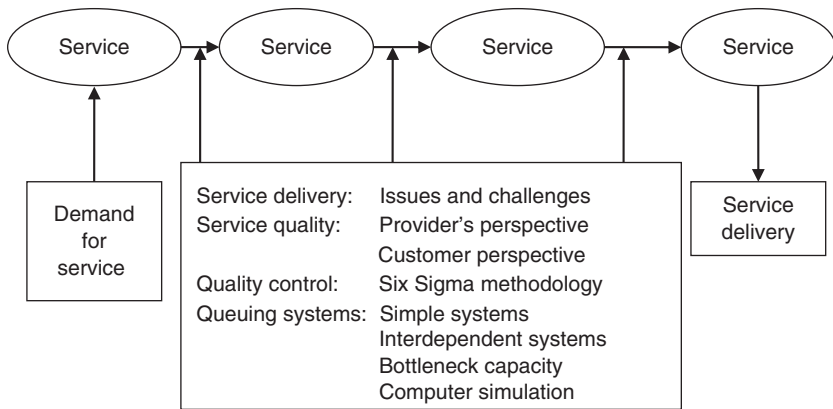 Service
Service
Service
Service
Demand
for
service
Service delivery: Issues and challenges
Service quality: Provider’s perspective
Customer perspective
Quality control: Six Sigma methodology
Queuing systems: Simple systems
Interdependent systems
Bottleneck capacity
Computer simulation
Service
delivery